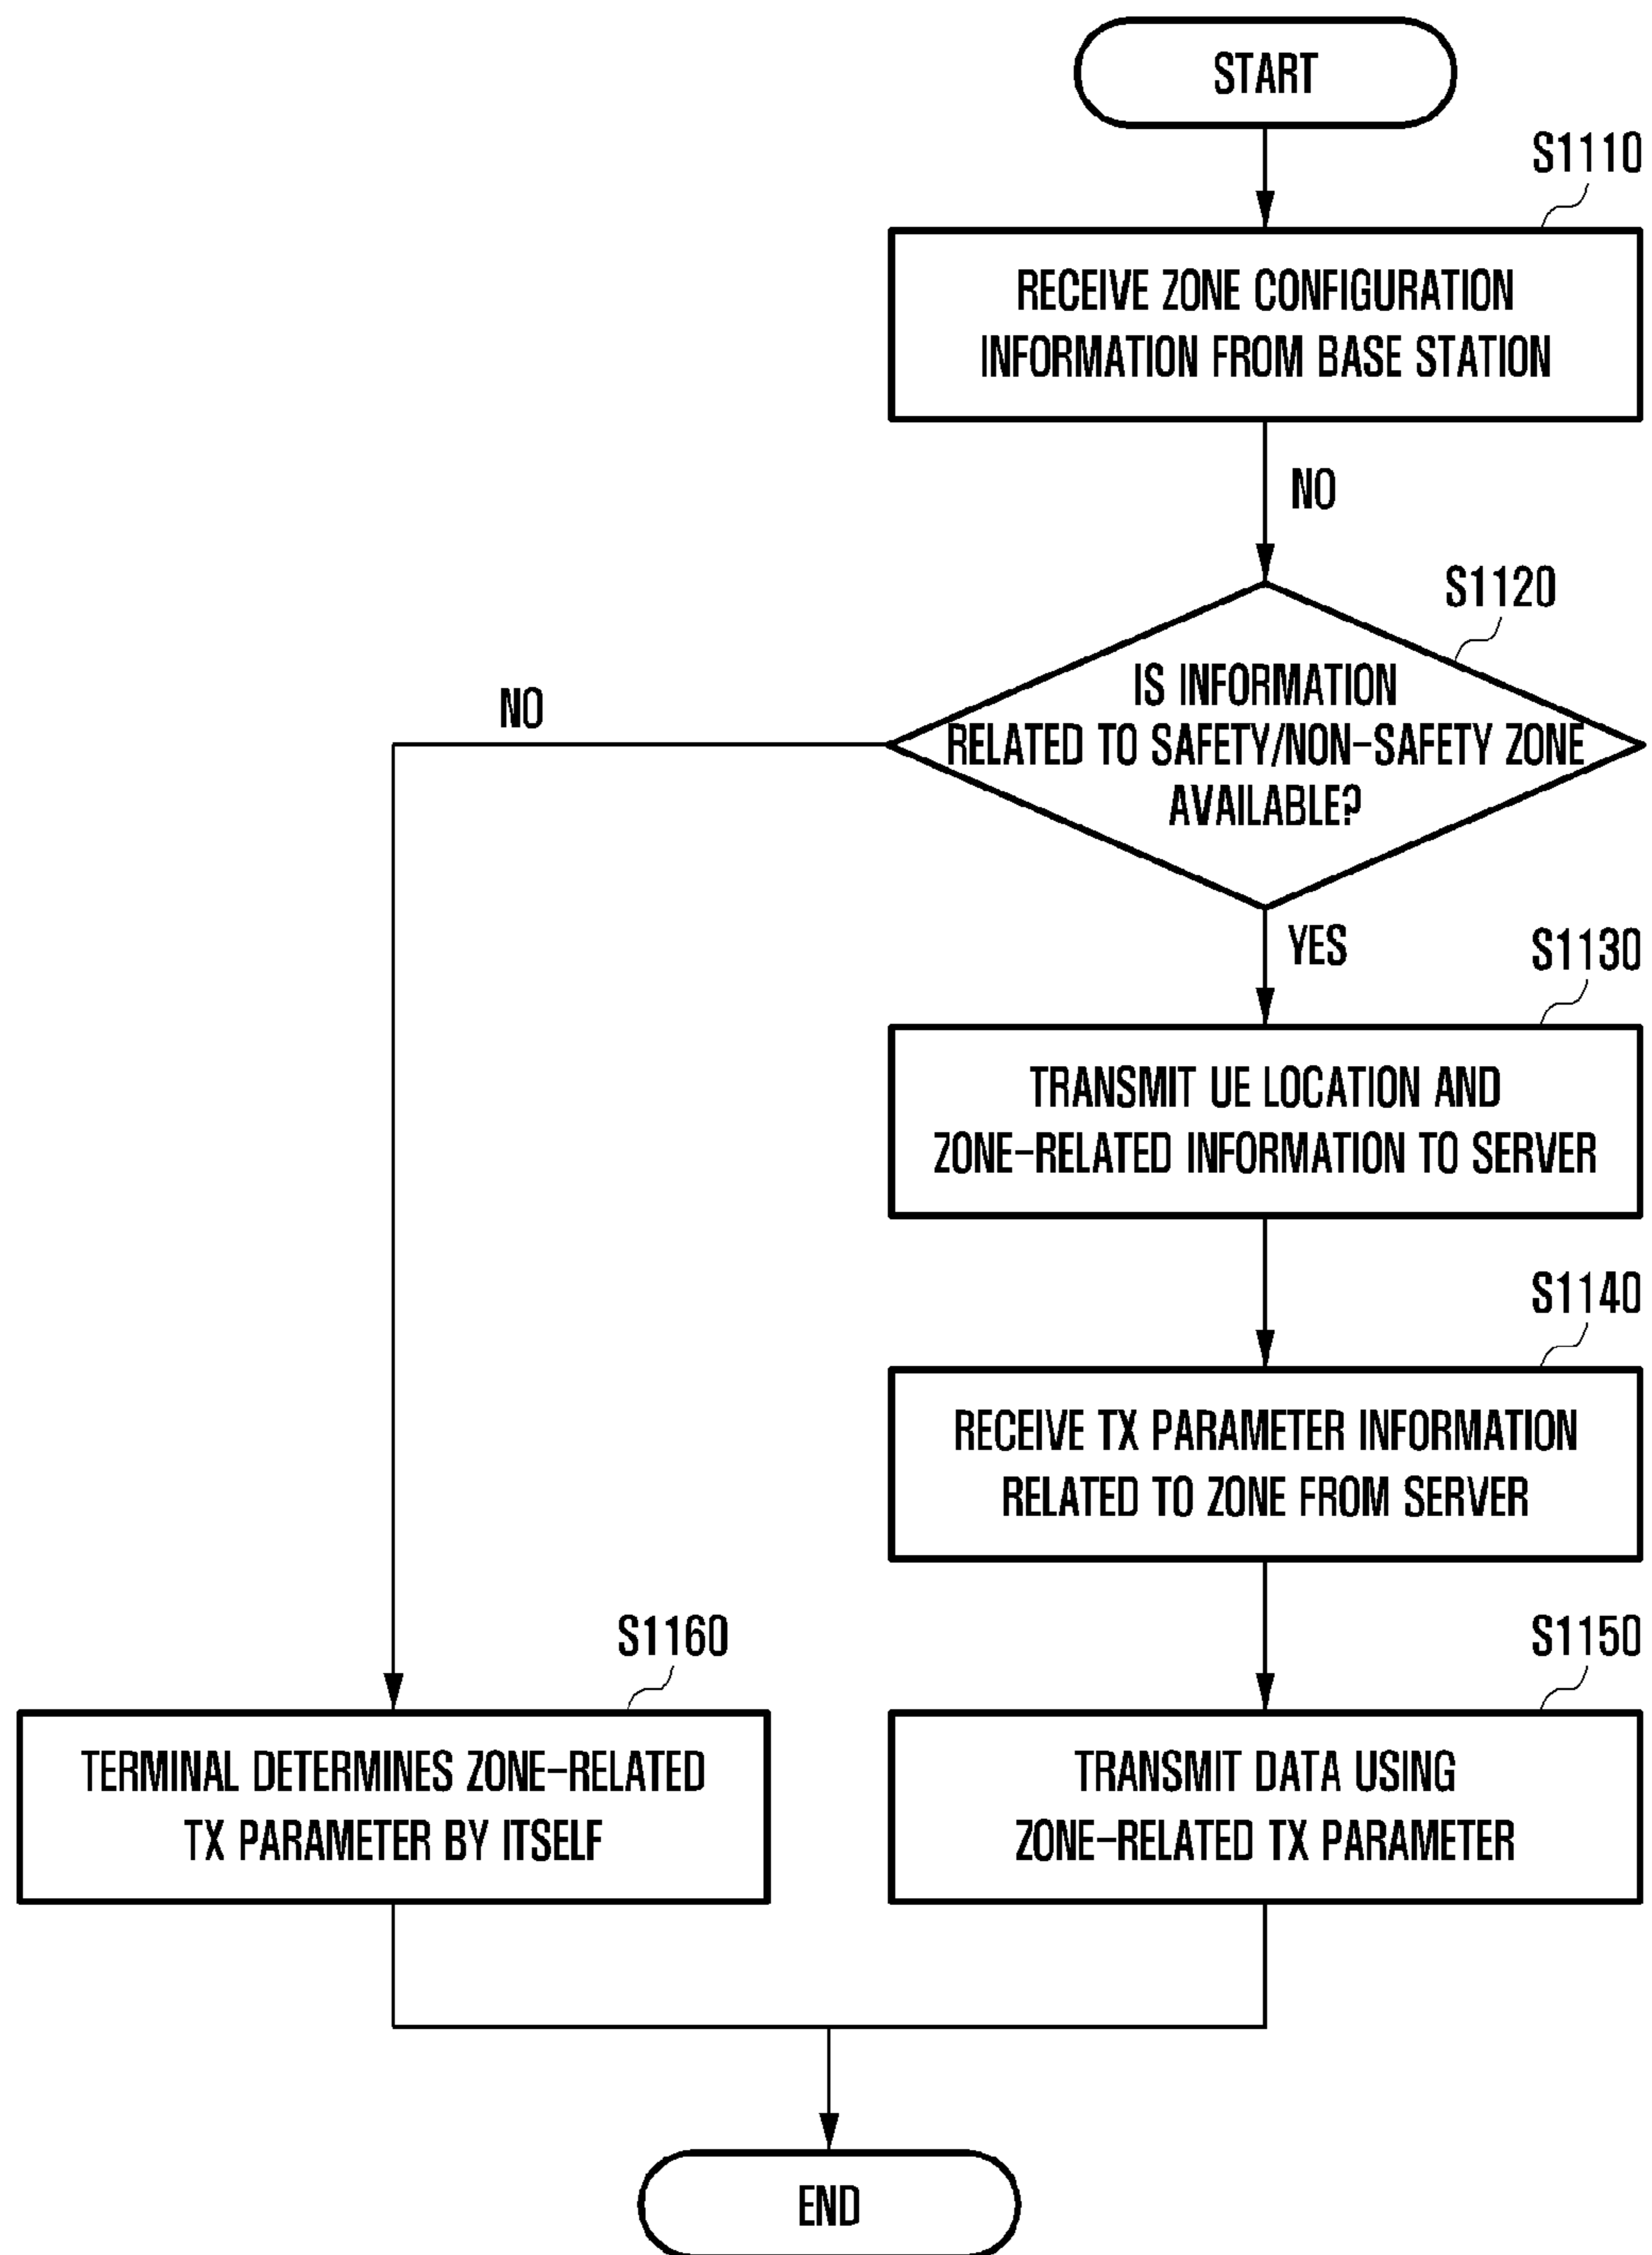 START
S1110
RECEIVE ZONE CONFIGURATION
INFORMATION FROM BASE STATION
NO
S1120
IS INFORMATION
RELATED TO SAFETY/NON-SAFETY ZONE
AVAILABLE?
NO
YES
S1130
TRANSMIT UE LOCATION AND
ZONE-RELATED INFORMATION TO SERVER
S1140
RECEIVE TX PARAMETER INFORMATION
RELATED TO ZONE FROM SERVER
S1160
TERMINAL DETERMINES ZONE-RELATED
TX PARAMETER BY ITSELF
S1150
TRANSMIT DATA USING
ZONE-RELATED TX PARAMETER
END